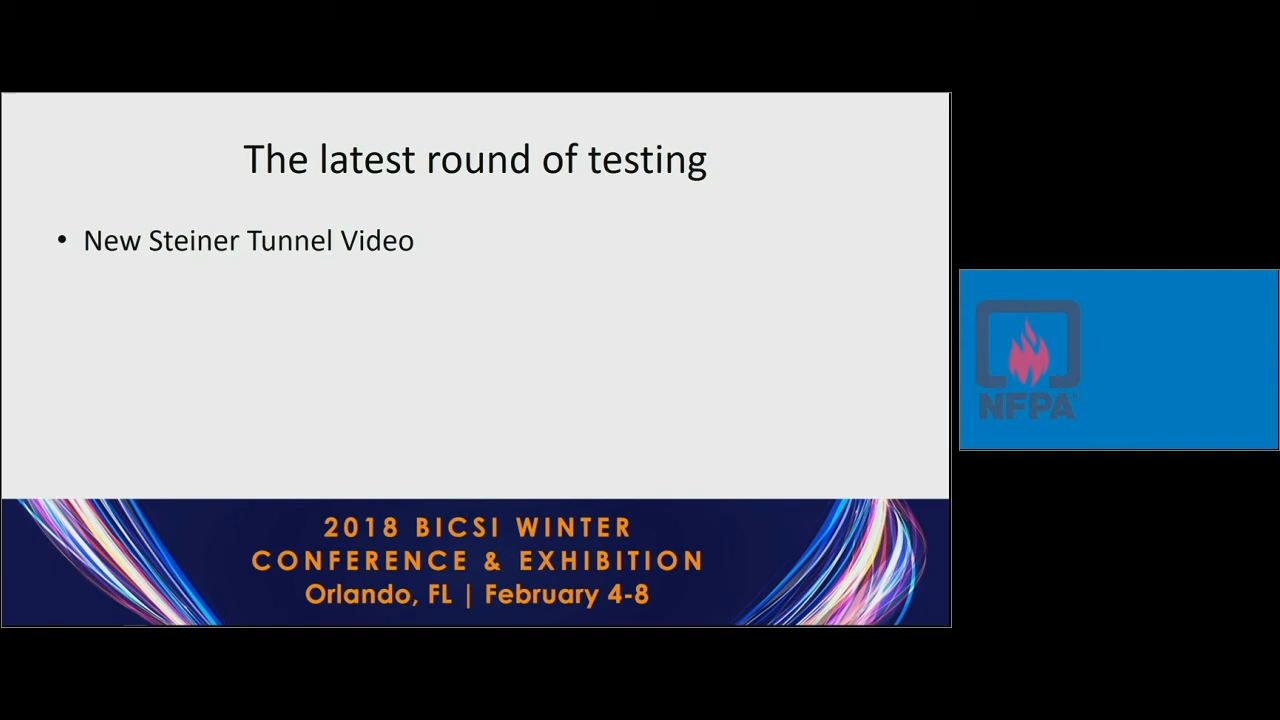 The latest round of testing
• New Steiner Tunnel Video
2018 BICSI WINTER
CONFERENCE & EXHIBITION
Orlando, FL | February 4-8
NFPA